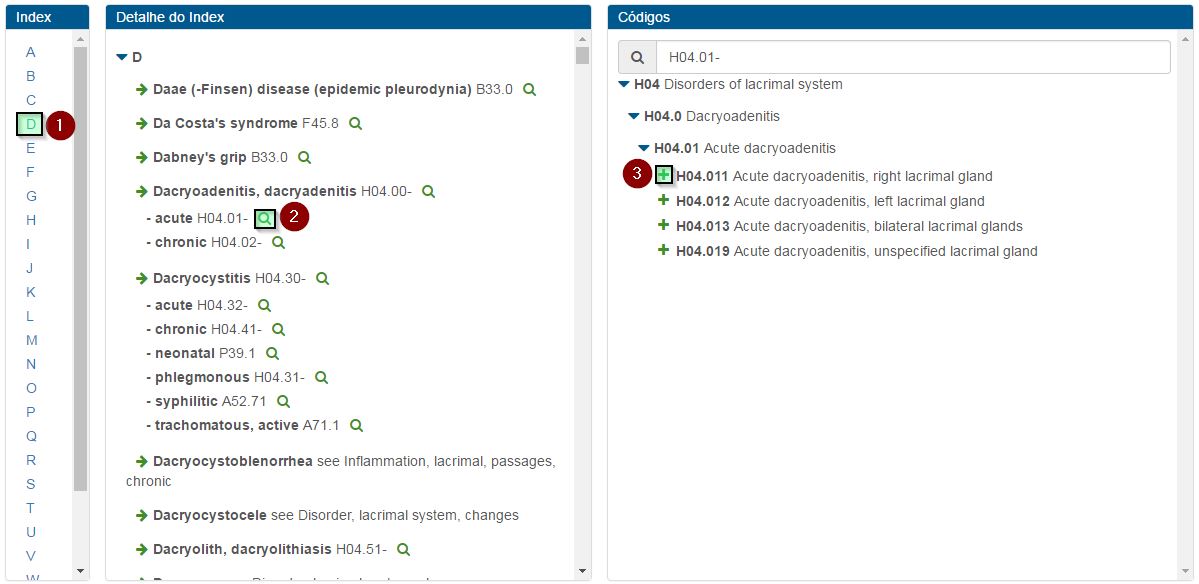 Index
A
B
C
D
1
E
F
G
H
I
J
K
L
M
N
O
P
Q
R
S
T
U
V
W
Detalhe do Index
D
Daae (-Finsen) disease (epidemic pleurodynia) B33.0
Da Costa's syndrome F45.8
Dabney's grip B33.0
Dacryoadenitis, dacryadenitis H04.00-
- acute H04.01-
2
- chronic H04.02-
Dacryocystitis H04.30-
- acute H04.32-
- chronic H04.41-
- neonatal P39.1
- phlegmonous H04.31-
- syphilitic A52.71
- trachomatous, active A71.1
Dacryocystoblenorrhea see Inflammation, lacrimal, passages,
chronic
Dacryocystocele see Disorder, lacrimal system, changes
Dacryolith, dacryolithiasis H04.51-
Códigos
H04.01-
H04 Disorders of lacrimal system
H04.0 Dacryoadenitis
H04.01 Acute dacryoadenitis
3
H04.011 Acute dacryoadenitis, right lacrimal gland
H04.012 Acute dacryoadenitis, left lacrimal gland
H04.013 Acute dacryoadenitis, bilateral lacrimal glands
H04.019 Acute dacryoadenitis, unspecified lacrimal gland